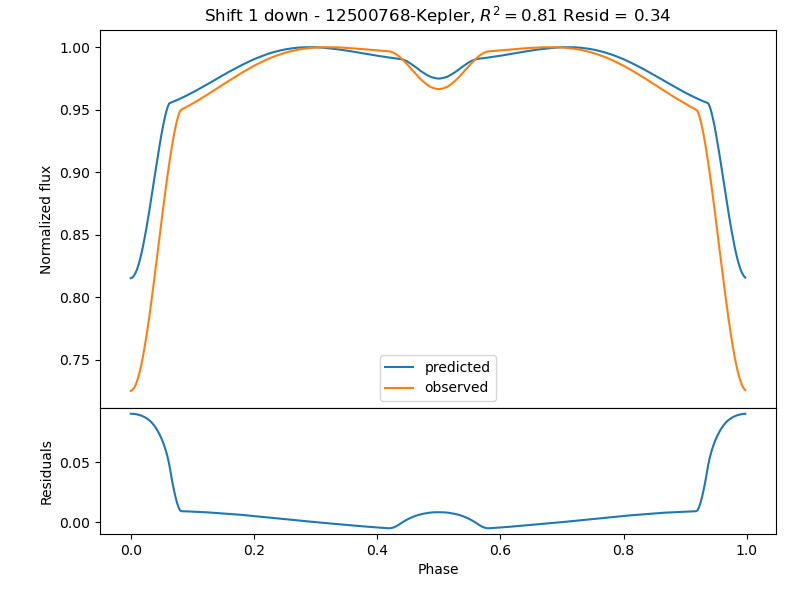 Shift 1 down - 12500768-Kepler, R² = 0.81 Resid = 0.34
Normalized flux
1.00
0.95
0.90
0.85
0.80
0.75
predicted
observed
Residuals
0.05
0.00
0.0 0.2 0.4 0.6 0.8 1.0
Phase